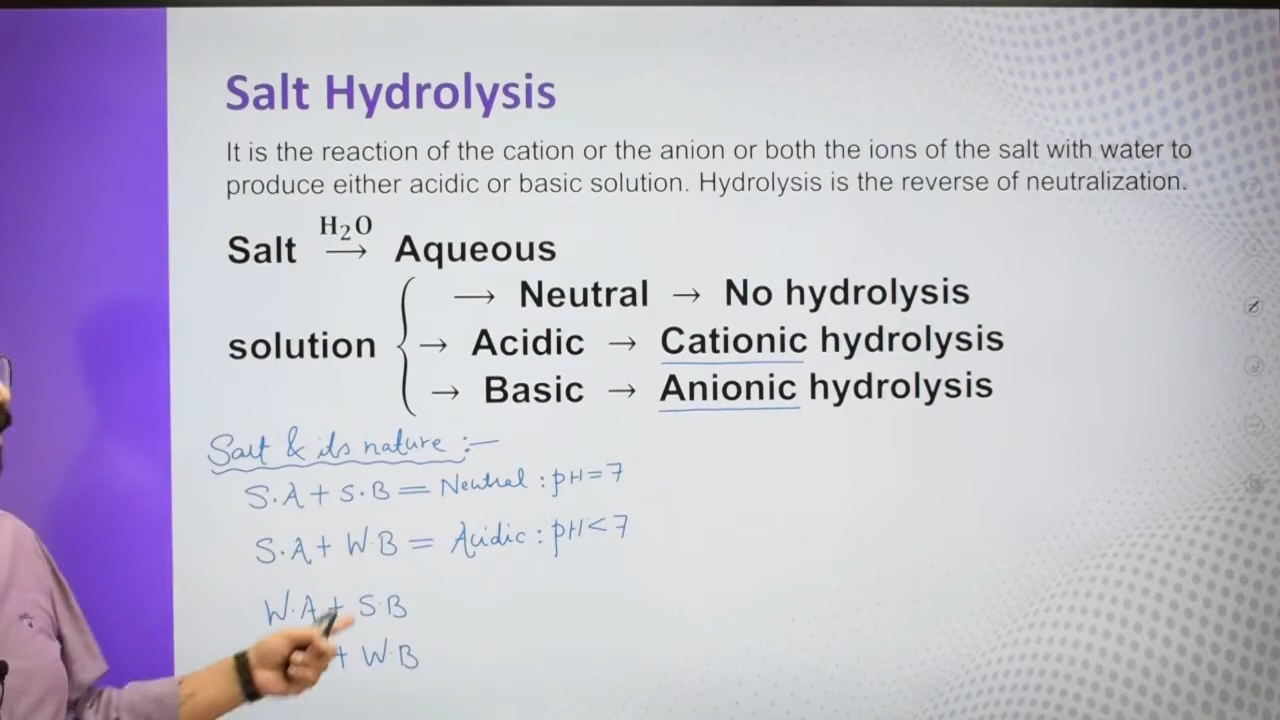 Salt Hydrolysis
It is the reaction of the cation or the anion or both the ions of the salt with water to
produce either acidic or basic solution. Hydrolysis is the reverse of neutralization.
Salt H₂O ⟶ Aqueous
⟶ Neutral → No hydrolysis
solution { → Acidic → Cationic hydrolysis
→ Basic → Anionic hydrolysis
Salt & its nature :-
S.A + S.B = Neutral : pH = 7
S.A + W.B = Acidic : pH < 7
W.A + S.B
+ W.B